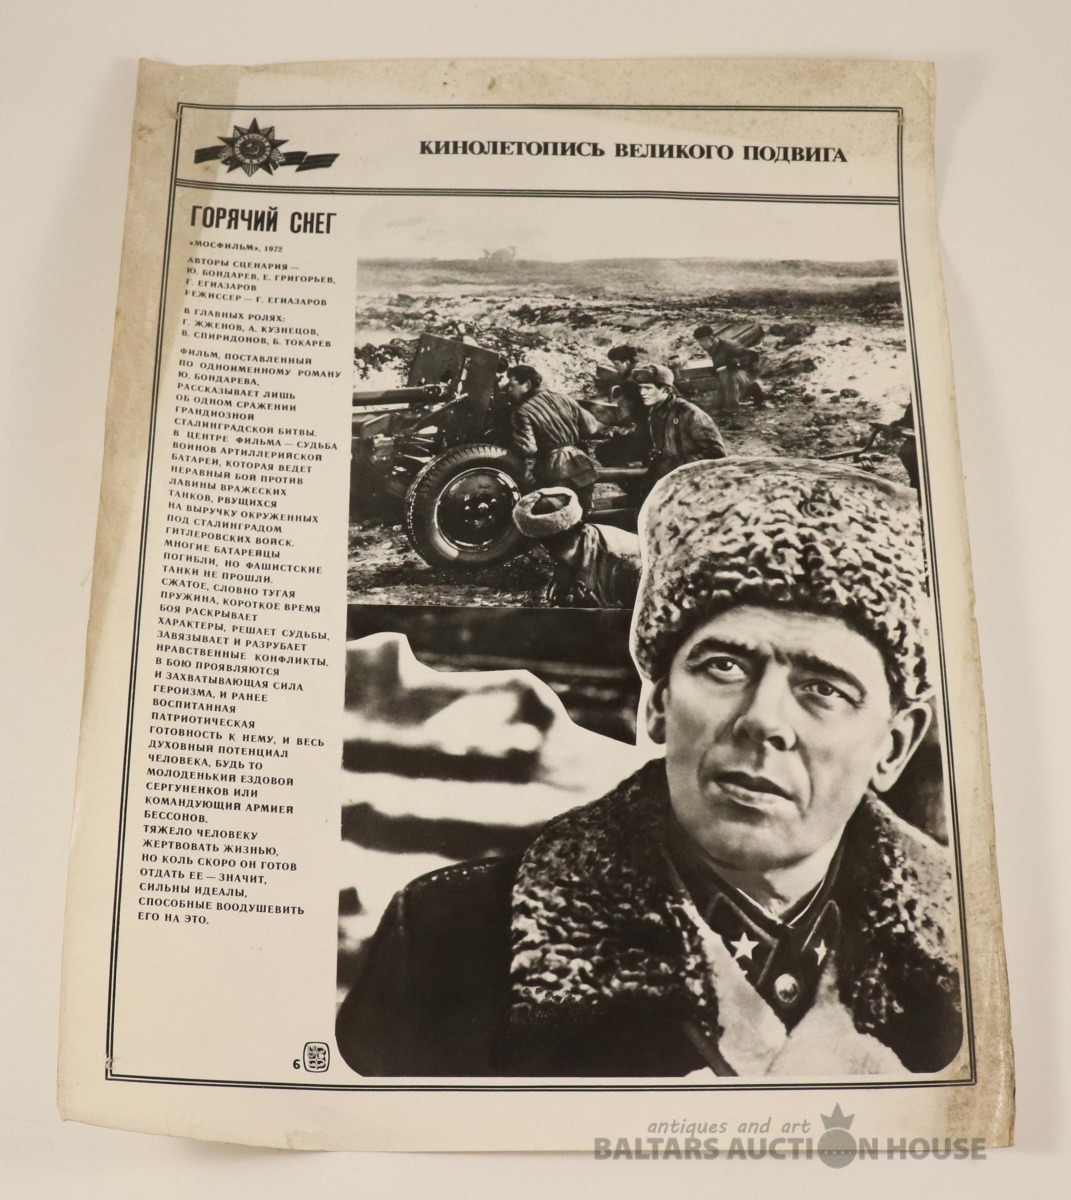 КИНОЛЕТОПИСЬ ВЕЛИКОГО ПОДВИГА
ГОРЯЧИЙ СНЕГ
«МОСФИЛЬМ», 1972
АВТОРЫ СЦЕНАРИЯ —
Ю. БОНДАРЕВ, Е. ГРИГОРЬЕВ,
Г. ЕГИАЗАРОВ
РЕЖИССЕР — Г. ЕГИАЗАРОВ
В ГЛАВНЫХ РОЛЯХ:
Г. ЖЖЕНОВ, А. КУЗНЕЦОВ,
В. СПИРИДОНОВ, Б. ТОКАРЕВ
ФИЛЬМ, ПОСТАВЛЕННЫЙ
ПО ОДНОИМЕННОМУ РОМАНУ
Ю. БОНДАРЕВА,
РАССКАЗЫВАЕТ ЛИШЬ
ОБ ОДНОМ СРАЖЕНИИ
ГРАНДИОЗНОЙ
СТАЛИНГРАДСКОЙ БИТВЫ.
В ЦЕНТРЕ ФИЛЬМА — СУДЬБА
ВОИНОВ АРТИЛЛЕРИЙСКОЙ
БАТАРЕИ, КОТОРАЯ ВЕДЕТ
НЕРАВНЫЙ БОЙ ПРОТИВ
ЛАВИНЫ ВРАЖЕСКИХ
ТАНКОВ, РВУЩИХСЯ
НА ВЫРУЧКУ ОКРУЖЕННЫХ
ПОД СТАЛИНГРАДОМ
ГИТЛЕРОВСКИХ ВОЙСК.
МНОГИЕ БАТАРЕЙЦЫ
ПОГИБЛИ, НО ФАШИСТСКИЕ
ТАНКИ НЕ ПРОШЛИ.
СЖАТОЕ, СЛОВНО ТУГАЯ
ПРУЖИНА, КОРОТКОЕ ВРЕМЯ
БОЯ РАСКРЫВАЕТ
ХАРАКТЕРЫ, РЕШАЕТ СУДЬБЫ,
ЗАВЯЗЫВАЕТ И РАЗРУБАЕТ
НРАВСТВЕННЫЕ КОНФЛИКТЫ.
В БОЮ ПРОЯВЛЯЮТСЯ
И ЗАХВАТЫВАЮЩАЯ СИЛА
ГЕРОИЗМА, И РАНЕЕ
ВОСПИТАННАЯ
ПАТРИОТИЧЕСКАЯ
ГОТОВНОСТЬ К НЕМУ, И ВЕСЬ
ДУХОВНЫЙ ПОТЕНЦИАЛ
ЧЕЛОВЕКА, БУДЬ ТО
МОЛОДЕНЬКИЙ ЕЗДОВОЙ
СЕРГУНЕНКОВ ИЛИ
КОМАНДУЮЩИЙ АРМИЕЙ
БЕССОНОВ.
ТЯЖЕЛО ЧЕЛОВЕКУ
ЖЕРТВОВАТЬ ЖИЗНЬЮ,
НО КОЛЬ СКОРО ОН ГОТОВ
ОТДАТЬ ЕЕ — ЗНАЧИТ,
СИЛЬНЫ ИДЕАЛЫ,
СПОСОБНЫЕ ВООДУШЕВИТЬ
ЕГО НА ЭТО.
6
antiques and art
BALTARS AUCTION HOUSE